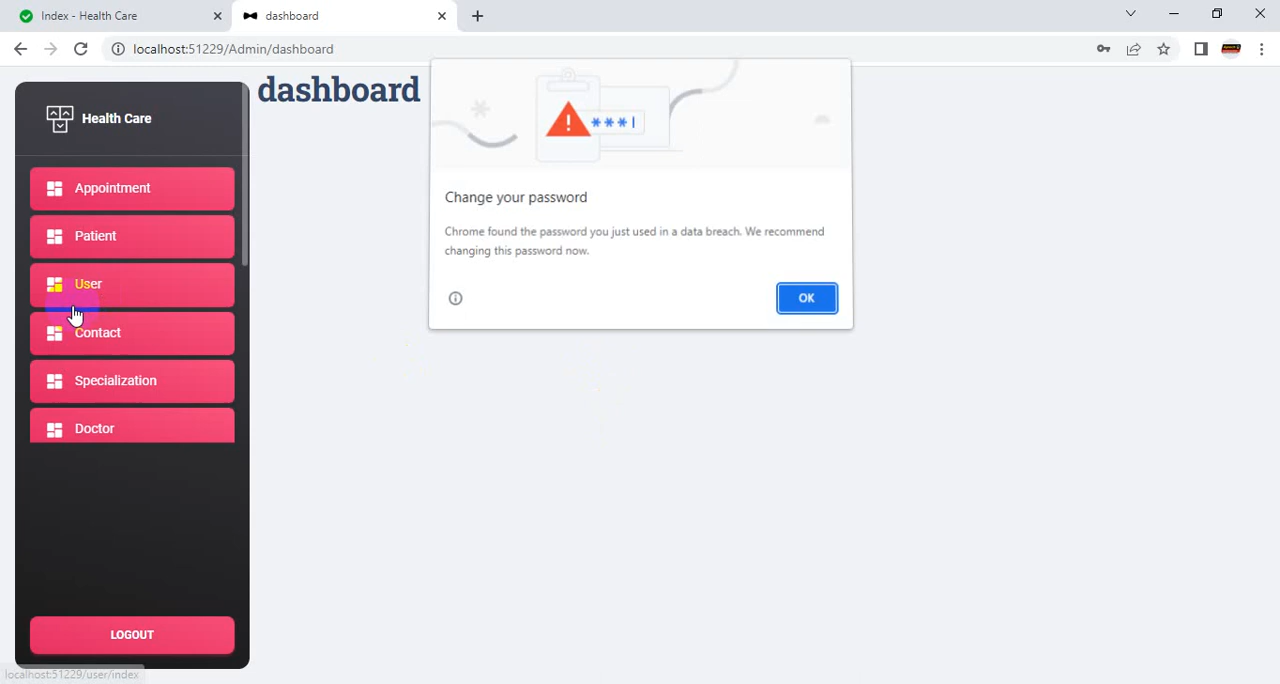 Index - Health Care
dashboard
localhost:51229/Admin/dashboard
dashboard
Health Care
Appointment
Patient
User
Contact
Specialization
Doctor
LOGOUT
***|
Change your password
Chrome found the password you just used in a data breach. We recommend
changing this password now.
OK
localhost:51229/user/index